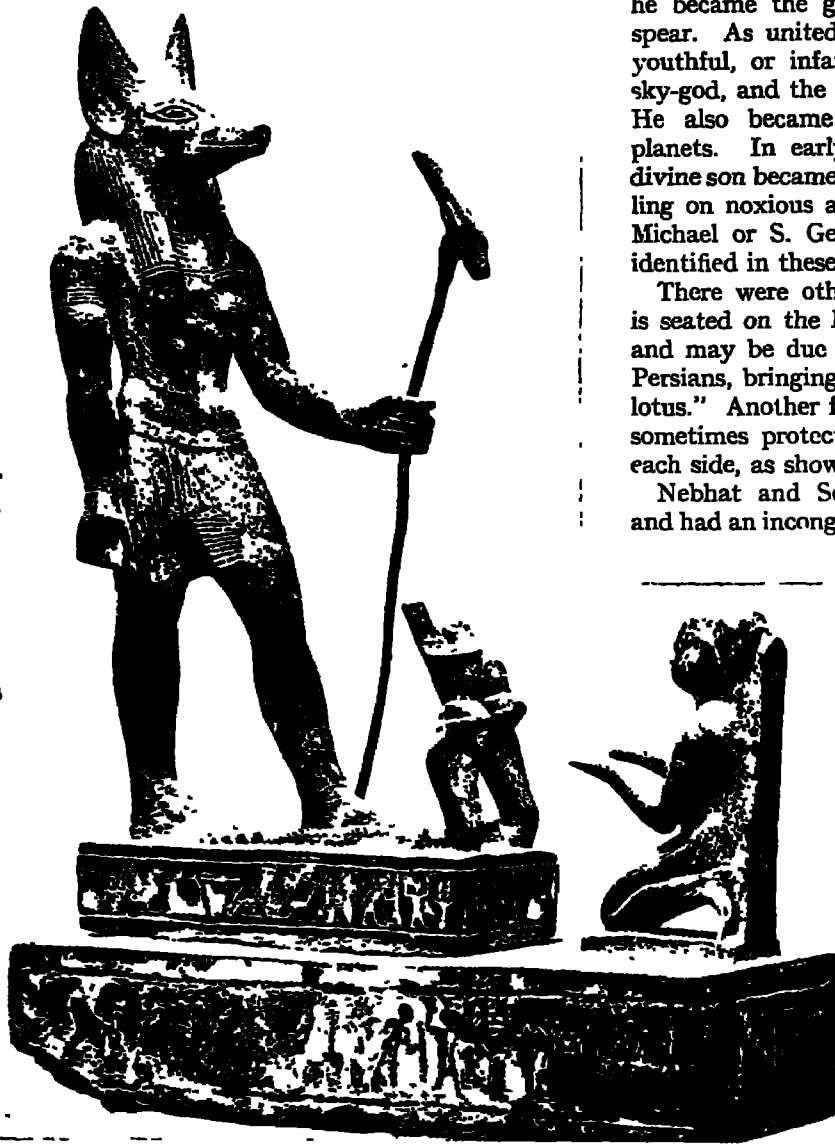 he became the g
spear. As united
youthful, or infa
sky-god, and the
He also became
planets. In earl
divine son became
ling on noxious a
Michael or S. Ge
identified in these
There were oth
is seated on the
and may be duc
Persians, bringing
lotus." Another f
sometimes protec
each side, as show
Nebhat and Se
and had an incong